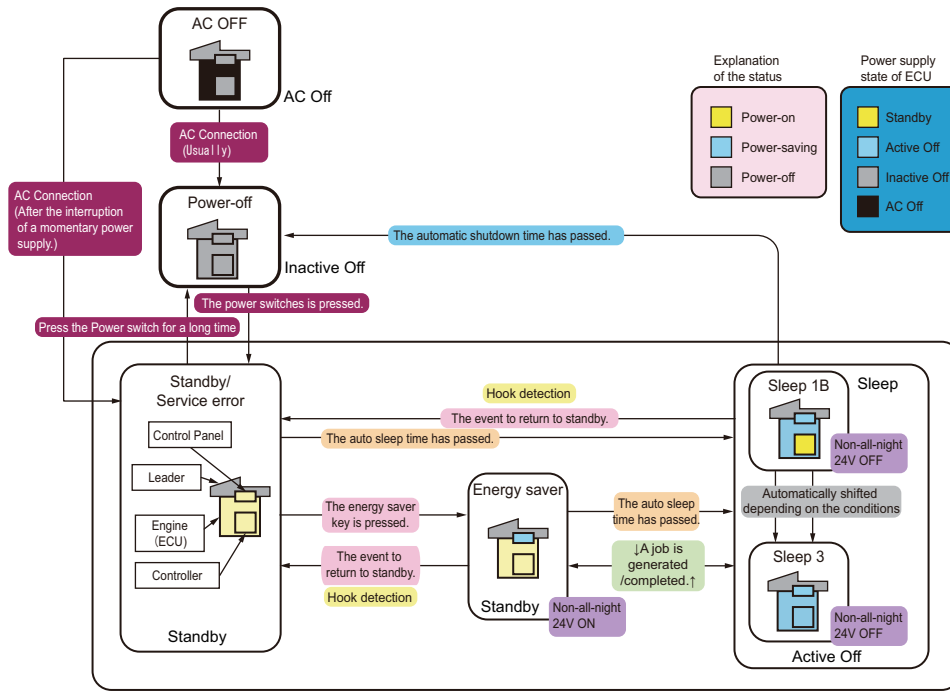 AC OFF
AC Off
AC Connection
(Usually)
AC Connection
(After the interruption
of a momentary power
supply.)
Power-off
Inactive Off
The power switches is pressed.
Press the Power switch for a long time
The automatic shutdown time has passed.
Explanation
of the status
Power-on
Power-saving
Power-off
Power supply
state of ECU
Standby
Active Off
Inactive Off
AC Off
Standby/
Service error
Control Panel
Leader
Engine
(ECU)
Controller
Standby
Hook detection
The event to return to standby.
The auto sleep time has passed.
The energy saver
key is pressed.
The event to
return to standby.
Hook detection
Energy saver
Standby
Non-all-night
24V ON
The auto sleep
time has passed.
↓A job is
generated
/completed.↑
Sleep 1B
Sleep
Non-all-night
24V OFF
Automatically shifted
depending on the conditions
Sleep 3
Non-all-night
24V OFF
Active Off